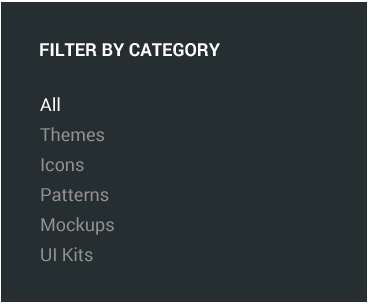 FILTER BY CATEGORY
All
Themes
Icons
Patterns
Mockups
UI Kits